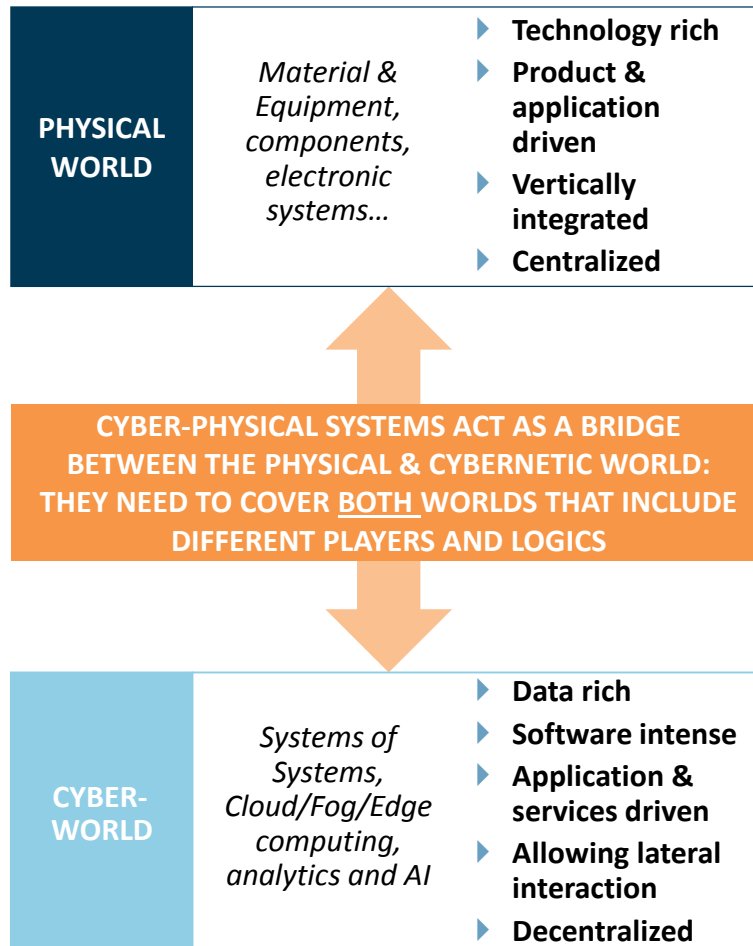 PHYSICAL
WORLD
Material &
Equipment,
components,
electronic
systems…
Technology rich
Product &
application
driven
Vertically
integrated
Centralized
CYBER-PHYSICAL SYSTEMS ACT AS A BRIDGE
BETWEEN THE PHYSICAL & CYBERNETIC WORLD:
THEY NEED TO COVER BOTH WORLDS THAT INCLUDE
DIFFERENT PLAYERS AND LOGICS
CYBER-
WORLD
Systems of
Systems,
Cloud/Fog/Edge
computing,
analytics and AI
Data rich
Software intense
Application &
services driven
Allowing lateral
interaction
Decentralized